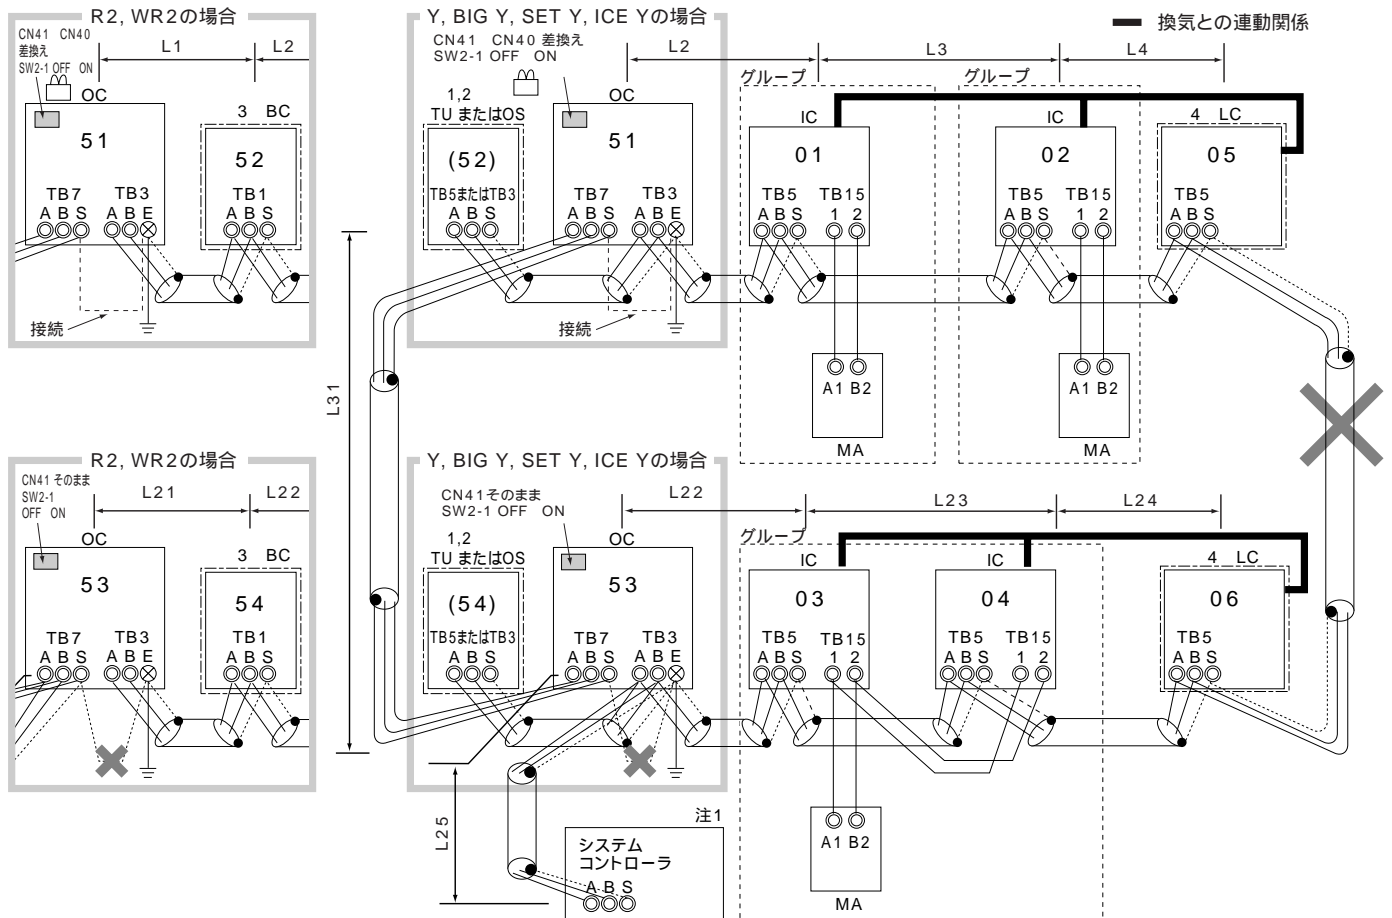 R2, WR2の場合
CN41 CN40
差換え
SW2-1 OFF ON
L1
L2
OC
51
TB7 TB3
A B S A B E
3 BC
52
TB1
A B S
接続
Y, BIG Y, SET Y, ICE Yの場合
CN41 CN40 差換え
SW2-1 OFF ON
L2
1,2
TU またはOS
(52)
TB5またはTB3
A B S
OC
51
TB7 TB3
A B S A B E
接続
換気との連動関係
L3
L4
グループ
IC
01
TB5 TB15
A B S 1 2
A1 B2
MA
グループ
IC
02
TB5 TB15
A B S 1 2
A1 B2
MA
4 LC
05
TB5
A B S
L31
R2, WR2の場合
CN41 そのまま
SW2-1
OFF ON
L21
L22
OC
53
TB7 TB3
A B S A B E
3 BC
54
TB1
A B S
Y, BIG Y, SET Y, ICE Yの場合
CN41そのまま
SW2-1 OFF ON
L22
1,2
TU またはOS
(54)
TB5またはTB3
A B S
OC
53
TB7 TB3
A B S A B E
L23
L24
グループ
IC
03
TB5 TB15
A B S 1 2
A1 B2
MA
IC
04
TB5 TB15
A B S 1 2
4 LC
06
TB5
A B S
L25
注1
システム
コントローラ
A B S